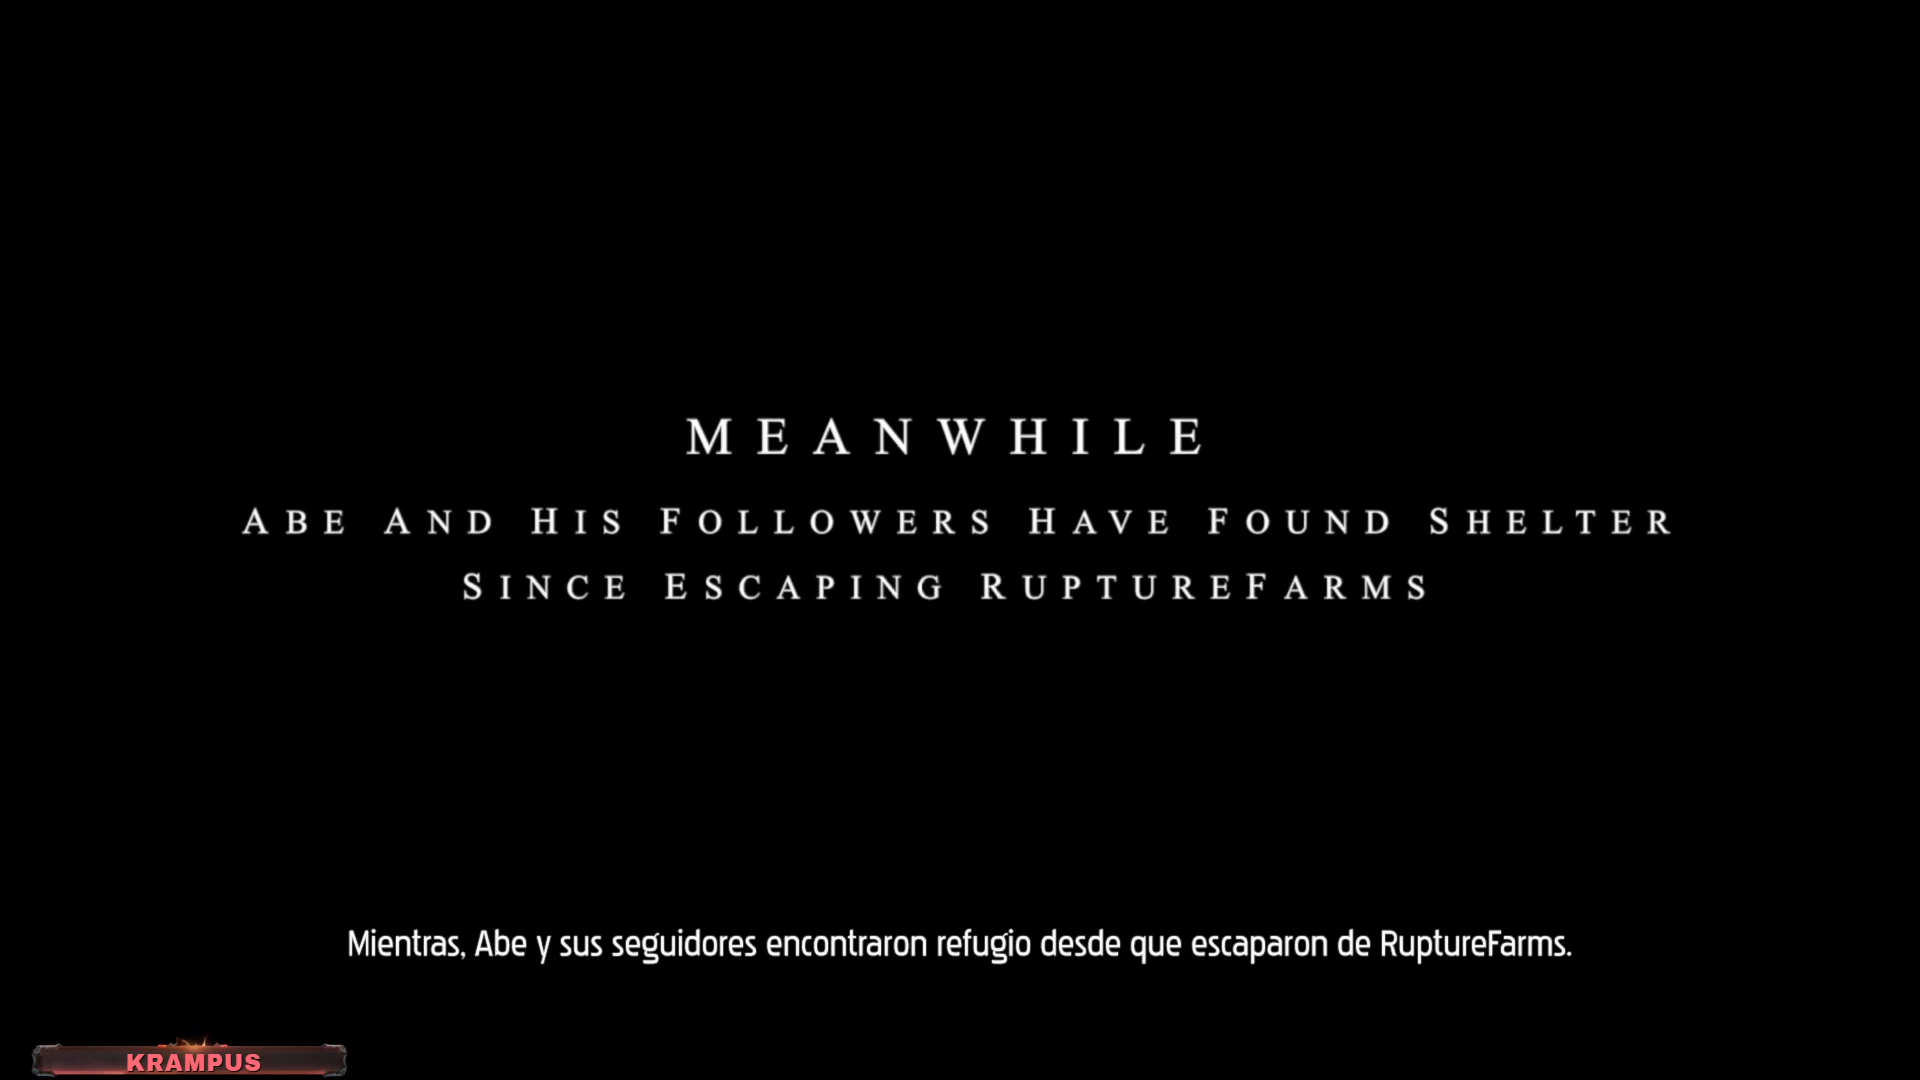 MEANWHILE
ABE AND HIS FOLLOWERS HAVE FOUND SHELTER
SINCE ESCAPING RUPTUREFARMS
Mientras, Abe y sus seguidores encontraron refugio desde que escaparon de RuptureFarms.
KRAMPUS